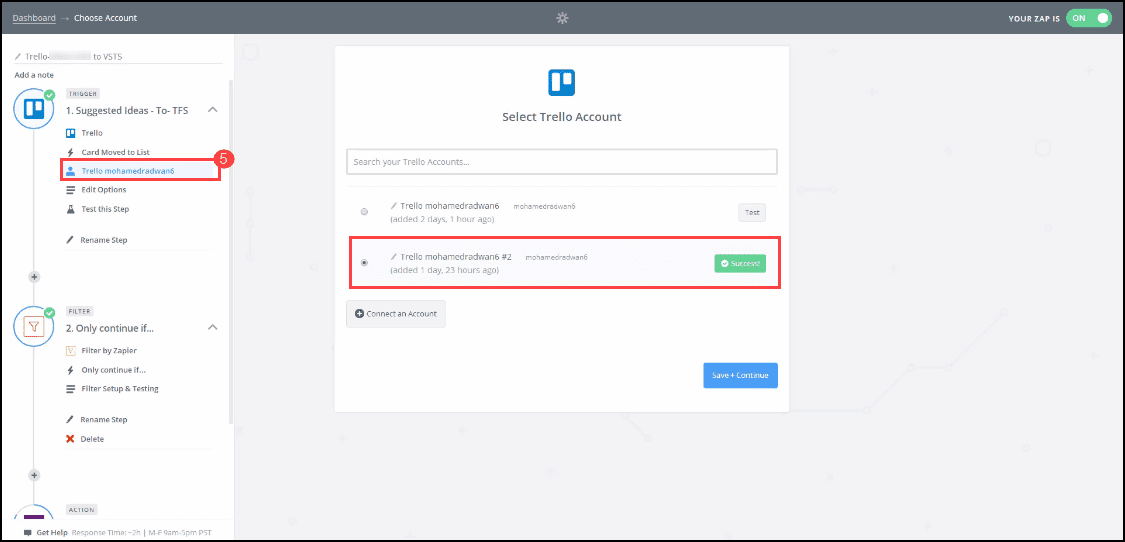 Dashboard → Choose Account
YOUR ZAP IS ON
Trello- to VSTS
Add a note
TRIGGER
1. Suggested Ideas - To- TFS
Trello
Card Moved to List
5
Trello mohamedradwan6
Edit Options
Test this Step
Rename Step
FILTER
2. Only continue if...
Filter by Zapier
Only continue if...
Filter Setup & Testing
Rename Step
Delete
ACTION
Get Help Response Time: ~2h | M-F 9am-5pm PST
Select Trello Account
Search your Trello Accounts...
Trello mohamedradwan6 mohamedradwan6
(added 2 days, 1 hour ago)
Test
Trello mohamedradwan6 #2 mohamedradwan6
(added 1 day, 23 hours ago)
Success!
Connect an Account
Save + Continue